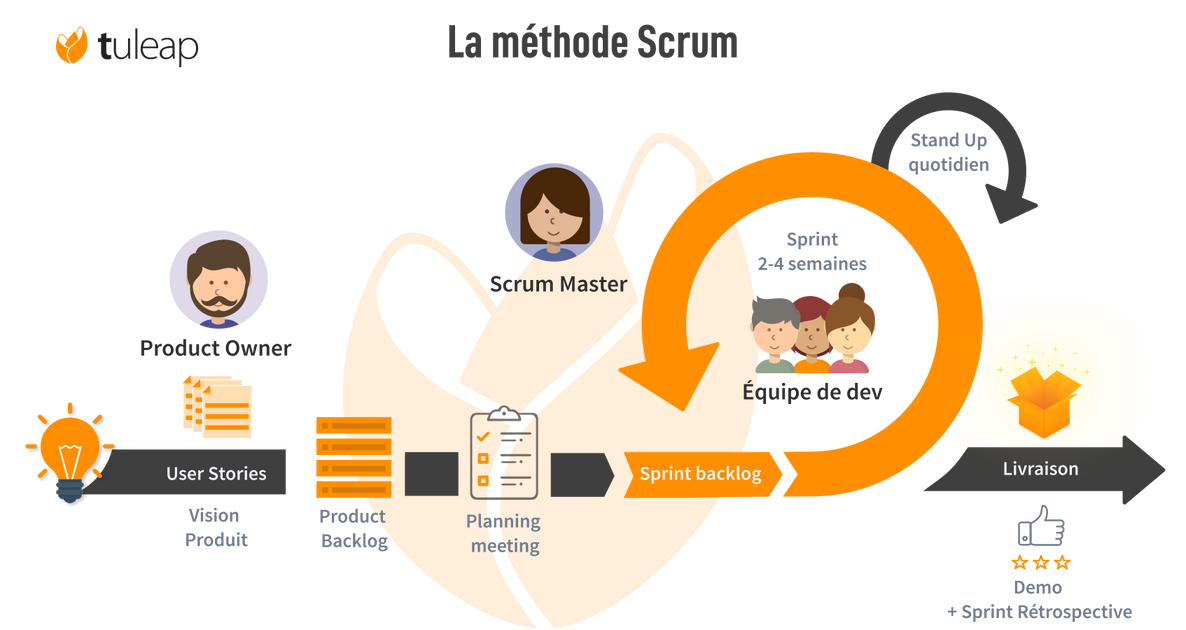 tuleap
La méthode Scrum
Stand Up
quotidien
Sprint
2-4 semaines
Scrum Master
Product Owner
Équipe de dev
User Stories
Sprint backlog
Livraison
Vision
Produit
Product
Backlog
Planning
meeting
Demo
+ Sprint Rétrospective